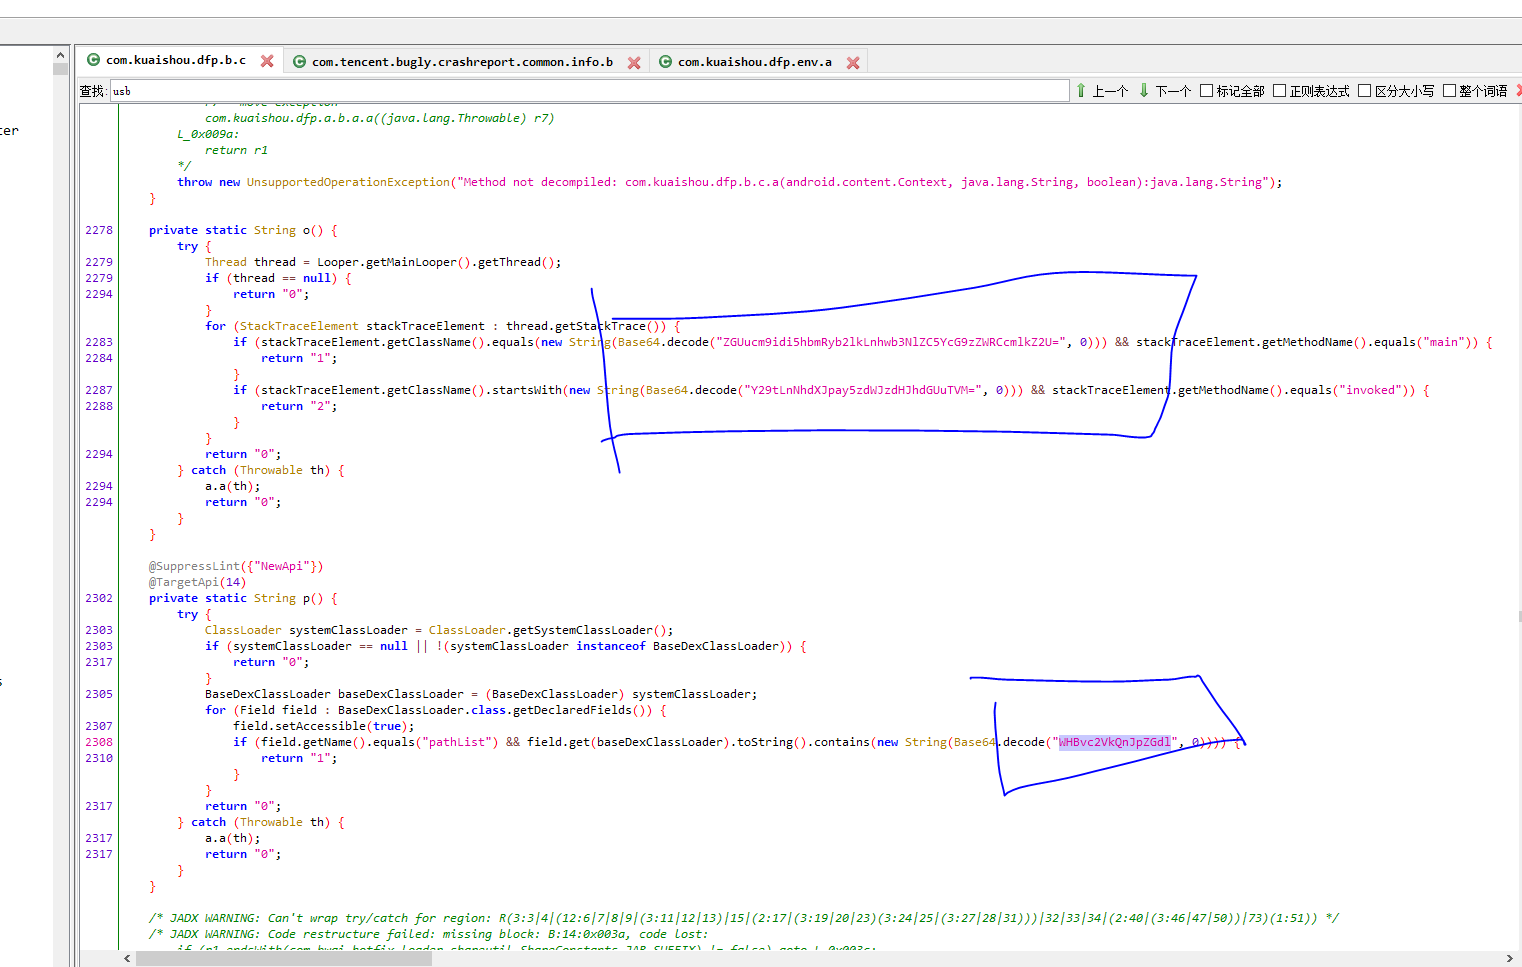 com.kuaishou.dfp.b.c com.tencent.bugly.crashreport.common.info.b com.kuaishou.dfp.env.a
查找: usb 上一个 下一个 标记全部 正则表达式 区分大小写 整个词语
ter
com.kuaishou.dfp.a.b.a.a((java.lang.Throwable) r7)
L_0x009a:
return r1
*/
throw new UnsupportedOperationException("Method not decompiled: com.kuaishou.dfp.b.c.a(android.content.Context, java.lang.String, boolean):java.lang.String");
}
2278 private static String o() {
try {
2279 Thread thread = Looper.getMainLooper().getThread();
2279 if (thread == null) {
2294 return "0";
}
for (StackTraceElement stackTraceElement : thread.getStackTrace()) {
2283 if (stackTraceElement.getClassName().equals(new String(Base64.decode("ZGUucm9idi5hbmRyb2lkLnhwb3NlZC5YcG9zZWRCcmlkZ2U=", 0))) && stackTraceElement.getMethodName().equals("main")) {
2284 return "1";
}
2287 if (stackTraceElement.getClassName().startsWith(new String(Base64.decode("Y29tLnNhdXJpay5zdWJzdHJhdGUuTVM=", 0))) && stackTraceElement.getMethodName().equals("invoked")) {
2288 return "2";
}
}
2294 return "0";
} catch (Throwable th) {
2294 a.a(th);
2294 return "0";
}
}
@SuppressLint({"NewApi"})
@TargetApi(14)
2302 private static String p() {
try {
2303 ClassLoader systemClassLoader = ClassLoader.getSystemClassLoader();
2303 if (systemClassLoader == null || !(systemClassLoader instanceof BaseDexClassLoader)) {
2317 return "0";
}
s
2305 BaseDexClassLoader baseDexClassLoader = (BaseDexClassLoader) systemClassLoader;
for (Field field : BaseDexClassLoader.class.getDeclaredFields()) {
2307 field.setAccessible(true);
2308 if (field.getName().equals("pathList") && field.get(baseDexClassLoader).toString().contains(new String(Base64.decode("WHBvc2VkQnJpZGdl", 0)))) {
2310 return "1";
}
}
2317 return "0";
} catch (Throwable th) {
2317 a.a(th);
2317 return "0";
}
}
/* JADX WARNING: Can't wrap try/catch for region: R(3:3|4|(12:6|7|8|9|(3:11|12|13)|15|(2:17|(3:19|20|23)(3:24|25|(3:27|28|31)))|32|33|34|(2:40|(3:46|47|50))|73)(1:51)) */
/* JADX WARNING: Code restructure failed: missing block: B:14:0x003a, code lost: